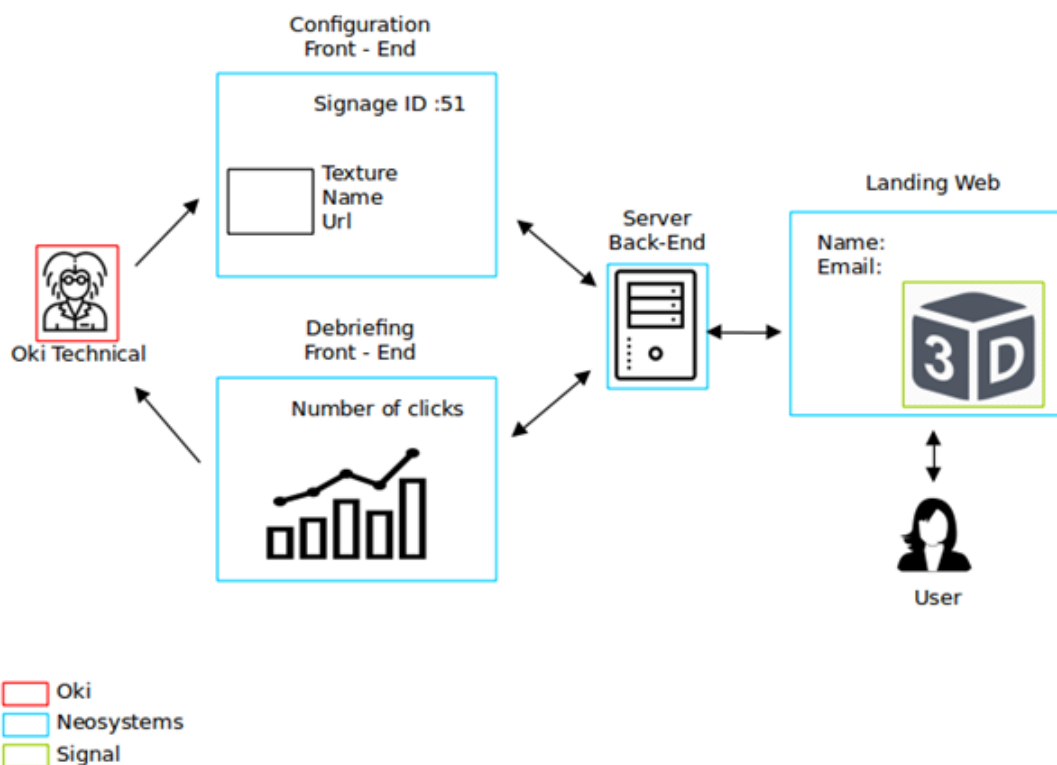 Configuration
Front - End
Signage ID :51
Texture
Name
Url
Oki Technical
Debriefing
Front - End
Number of clicks
Server
Back-End
Landing Web
Name:
Email:
3D
User
Oki
Neosystems
Signal